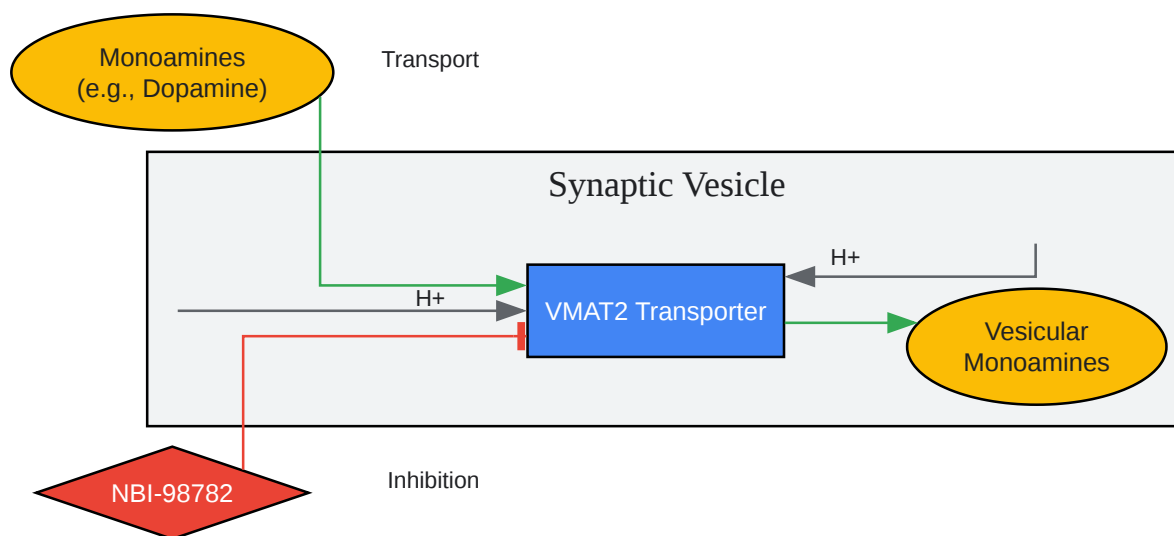 Monoamines
(e.g., Dopamine)
Transport
Synaptic Vesicle
H+
H+
VMAT2 Transporter
Vesicular
Monoamines
NBI-98782
Inhibition